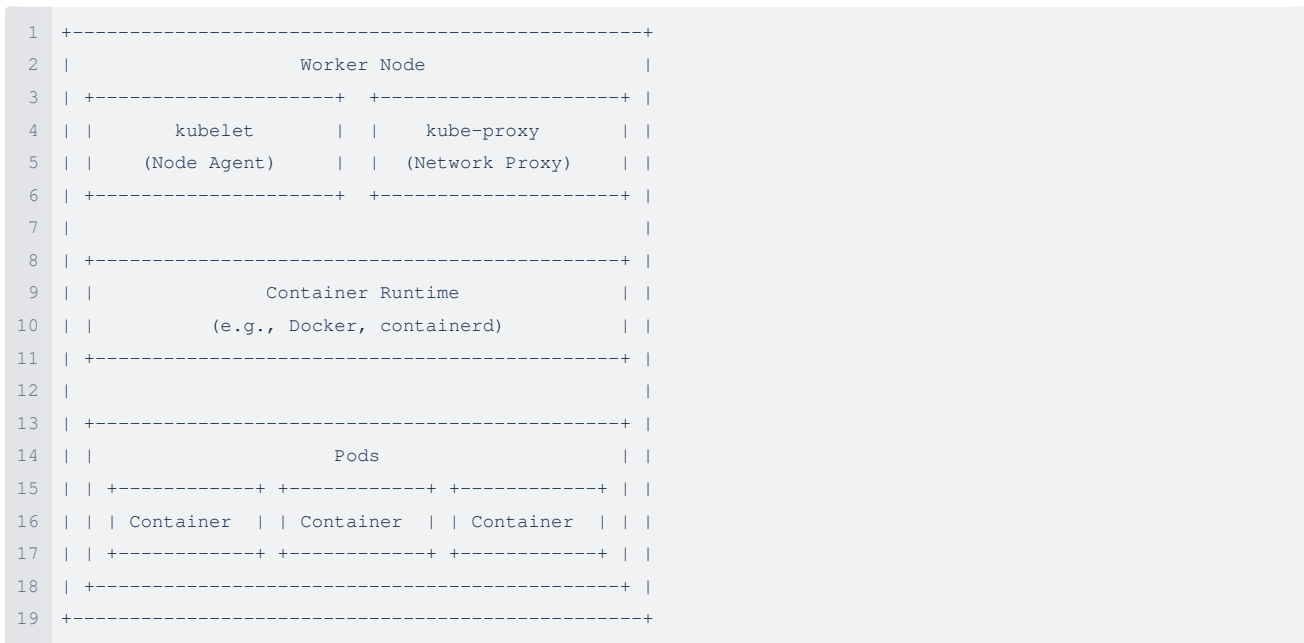 1 +--------------------------------------------------+
2 |                    Worker Node                   |
3 | +---------------------+  +---------------------+ |
4 | |       kubelet       |  |    kube-proxy       | |
5 | |    (Node Agent)     |  |  (Network Proxy)    | |
6 | +---------------------+  +---------------------+ |
7 |                                                  |
8 | +----------------------------------------------+ |
9 | |               Container Runtime              | |
10 | |          (e.g., Docker, containerd)          | |
11 | +----------------------------------------------+ |
12 |                                                  |
13 | +----------------------------------------------+ |
14 | |                     Pods                     | |
15 | | +------------+ +------------+ +------------+ | |
16 | | | Container  | | Container  | | Container  | | |
17 | | +------------+ +------------+ +------------+ | |
18 | +----------------------------------------------+ |
19 +--------------------------------------------------+